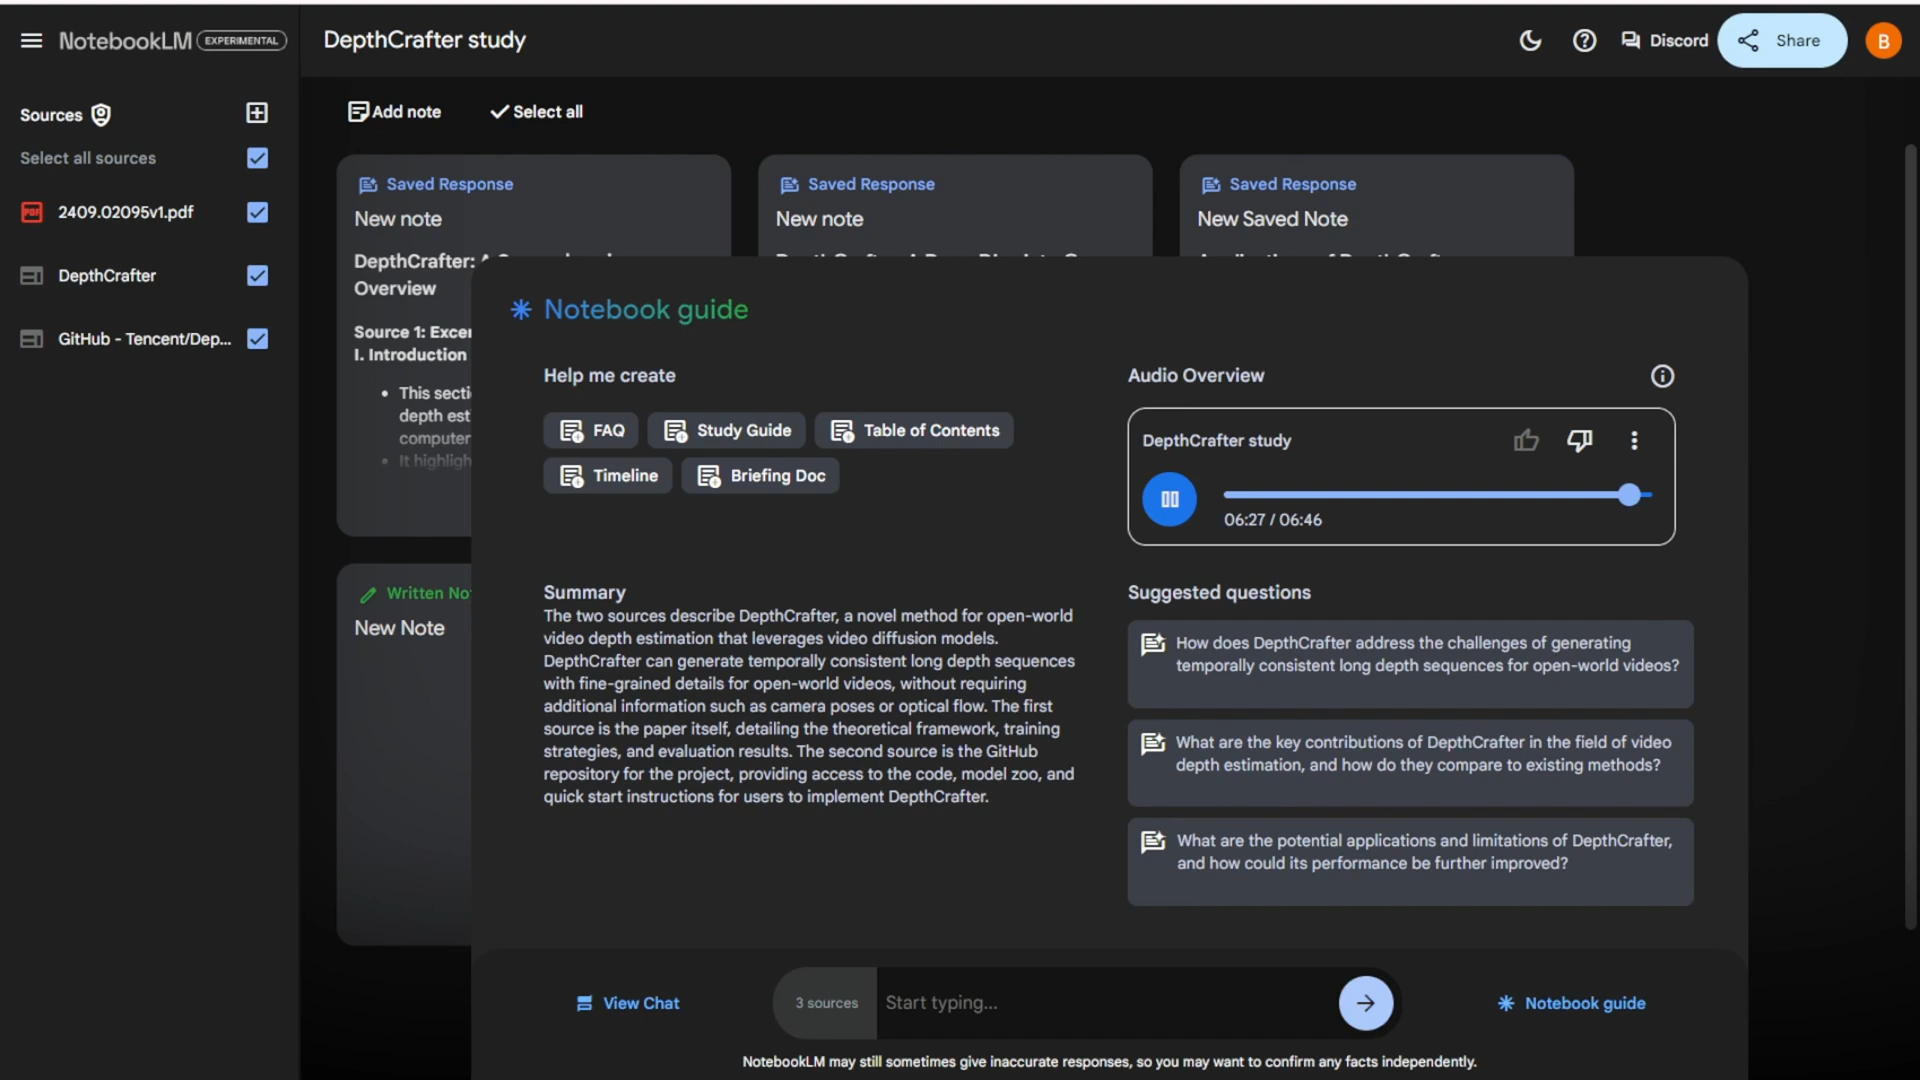 NotebookLM EXPERIMENTAL
DepthCrafter study
Discord
Share
B
Sources
Select all sources
PDF 2409.02095v1.pdf
DepthCrafter
GitHub - Tencent/Dep...
Add note
Select all
Saved Response
New note
DepthCrafter:
Overview
Source 1: Excer
I. Introduction
This secti
depth est
computer
It highligh
Saved Response
New note
Saved Response
New Saved Note
Written No
New Note
Notebook guide
Help me create
FAQ
Study Guide
Table of Contents
Timeline
Briefing Doc
Audio Overview
DepthCrafter study
06:27 / 06:46
Summary
The two sources describe DepthCrafter, a novel method for open-world
video depth estimation that leverages video diffusion models.
DepthCrafter can generate temporally consistent long depth sequences
with fine-grained details for open-world videos, without requiring
additional information such as camera poses or optical flow. The first
source is the paper itself, detailing the theoretical framework, training
strategies, and evaluation results. The second source is the GitHub
repository for the project, providing access to the code, model zoo, and
quick start instructions for users to implement DepthCrafter.
Suggested questions
How does DepthCrafter address the challenges of generating
temporally consistent long depth sequences for open-world videos?
What are the key contributions of DepthCrafter in the field of video
depth estimation, and how do they compare to existing methods?
What are the potential applications and limitations of DepthCrafter,
and how could its performance be further improved?
View Chat
3 sources
Start typing...
Notebook guide
NotebookLM may still sometimes give inaccurate responses, so you may want to confirm any facts independently.